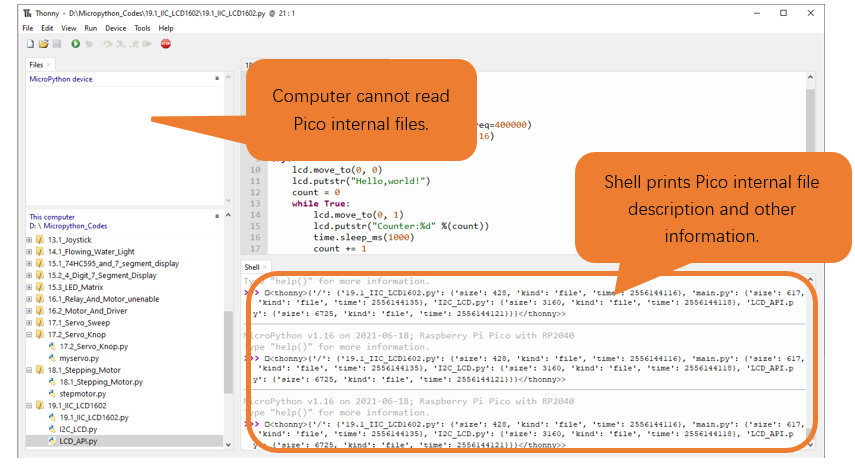 Thonny - D:\Micropython_Codes\19.1_IIC_LCD1602\19.1_IIC_LCD1602.py @ 21 : 1
File Edit View Run Device Tools Help
Files
MicroPython device
Computer cannot read
Pico internal files.
This computer
D: \ Micropython_Codes
13.1_Joystick
14.1_Flowing_Water_Light
15.1_74HC595_and_7_segment_display
15.2_4_Digit_7_Segment_Display
15.3_LED_Matrix
16.1_Relay_And_Motor_unenable
16.2_Motor_And_Driver
17.1_Servo_Sweep
17.2_Servo_Knop
17.2_Servo_Knop.py
myservo.py
18.1_Stepping_Motor
18.1_Stepping_Motor.py
stepmotor.py
19.1_IIC_LCD1602
19.1_IIC_LCD1602.py
I2C_LCD.py
LCD_API.py
eq=400000)
16)
10 lcd.move_to(0, 0)
11 lcd.putstr("Hello,world!")
12 count = 0
13 while True:
14 lcd.move_to(0, 1)
15 lcd.putstr("Counter:%d" %(count))
16 time.sleep_ms(1000)
17 count += 1
Shell prints Pico internal file
description and other
information.
Shell
Type "help()" for more information.
>>> <thonny>{'/': {'19.1_IIC_LCD1602.py': {'size': 428, 'kind': 'file', 'time': 2556144116}, 'main.py': {'size': 617,
'kind': 'file', 'time': 2556144135}, 'I2C_LCD.py': {'size': 3160, 'kind': 'file', 'time': 2556144118}, 'LCD_API.p
y': {'size': 6725, 'kind': 'file', 'time': 2556144121}}}</thonny>>>
MicroPython v1.16 on 2021-06-18; Raspberry Pi Pico with RP2040
Type "help()" for more information.
>>> <thonny>{'/': {'19.1_IIC_LCD1602.py': {'size': 428, 'kind': 'file', 'time': 2556144116}, 'main.py': {'size': 617,
'kind': 'file', 'time': 2556144135}, 'I2C_LCD.py': {'size': 3160, 'kind': 'file', 'time': 2556144118}, 'LCD_API.p
y': {'size': 6725, 'kind': 'file', 'time': 2556144121}}}</thonny>>>
MicroPython v1.16 on 2021-06-18; Raspberry Pi Pico with RP2040
Type "help()" for more information.
>>> <thonny>{'/': {'19.1_IIC_LCD1602.py': {'size': 428, 'kind': 'file', 'time': 2556144116}, 'main.py': {'size': 617,
'kind': 'file', 'time': 2556144135}, 'I2C_LCD.py': {'size': 3160, 'kind': 'file', 'time': 2556144118}, 'LCD_API.p
y': {'size': 6725, 'kind': 'file', 'time': 2556144121}}}</thonny>>>